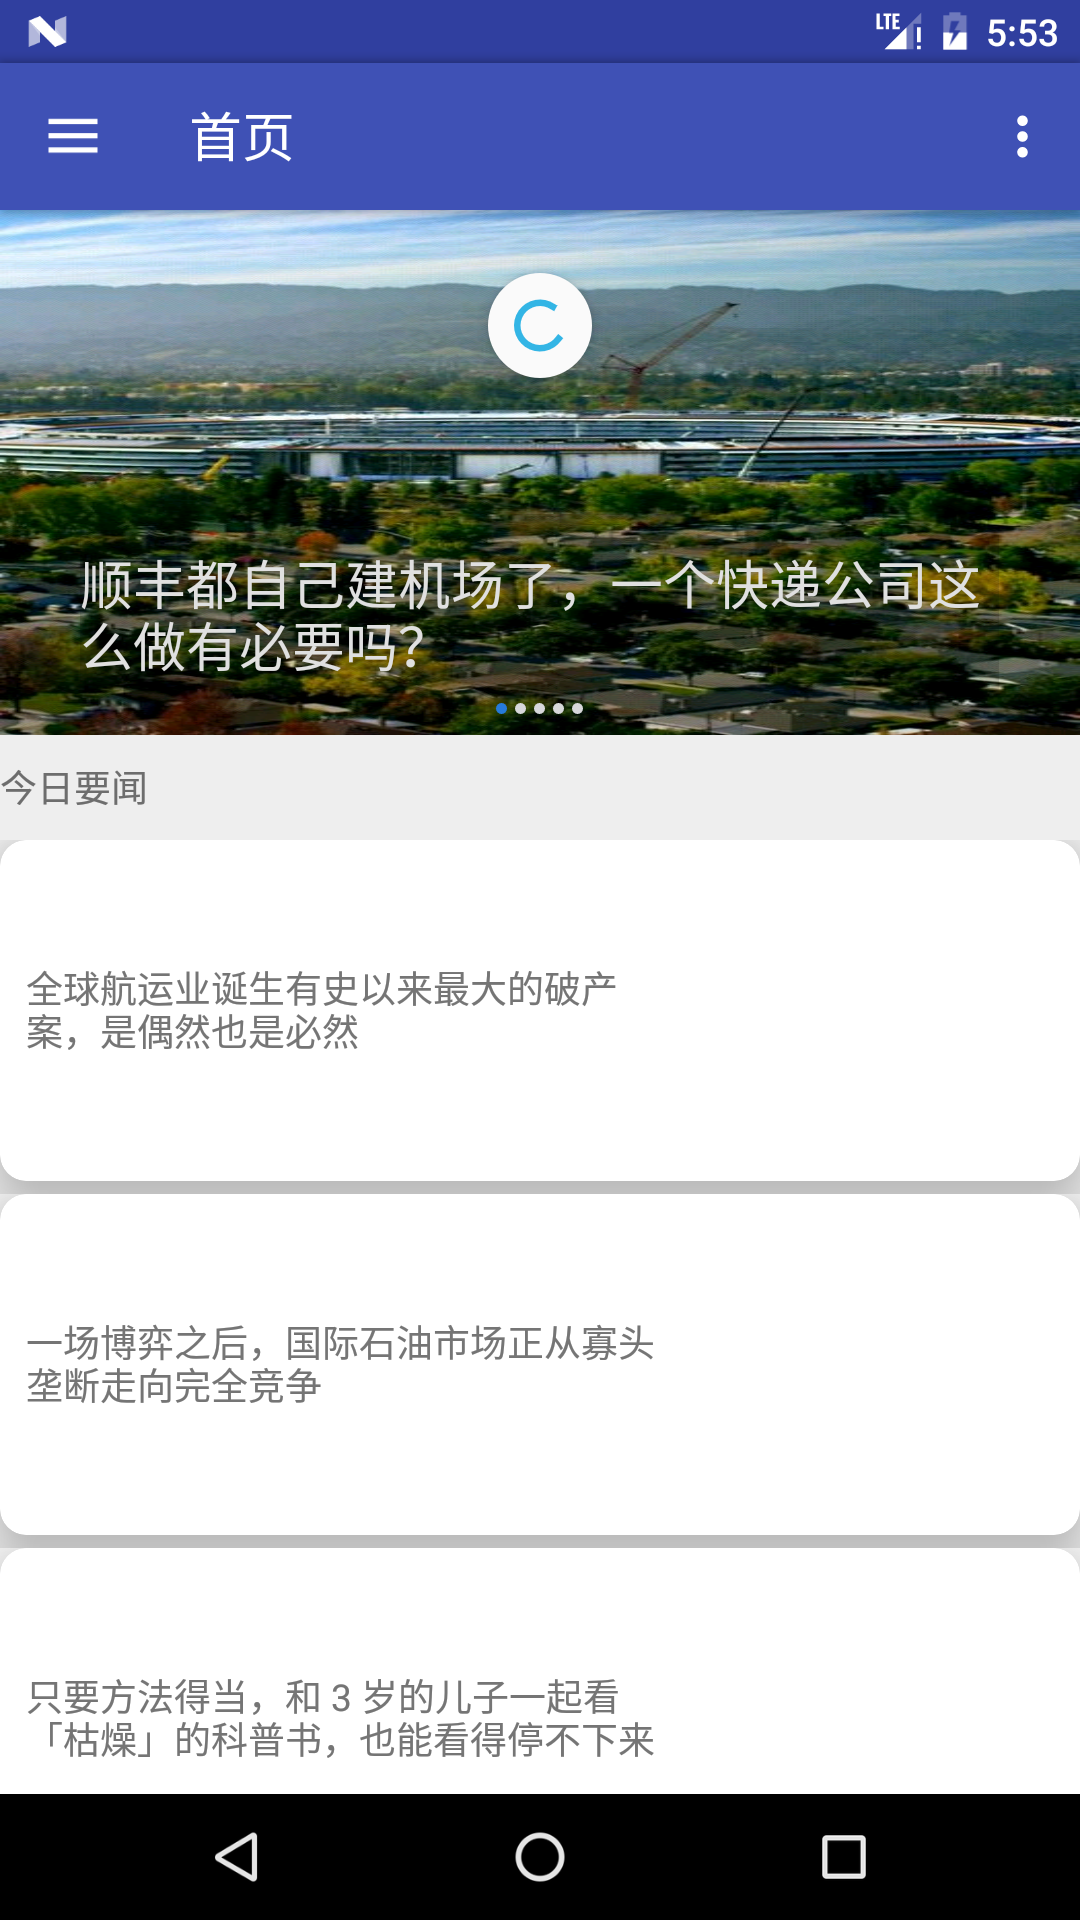 LTE
5:53
首页
顺丰都自己建机场了，一个快递公司这
么做有必要吗？
今日要闻
全球航运业诞生有史以来最大的破产
案，是偶然也是必然
一场博弈之后，国际石油市场正从寡头
垄断走向完全竞争
只要方法得当，和 3 岁的儿子一起看
「枯燥」的科普书，也能看得停不下来